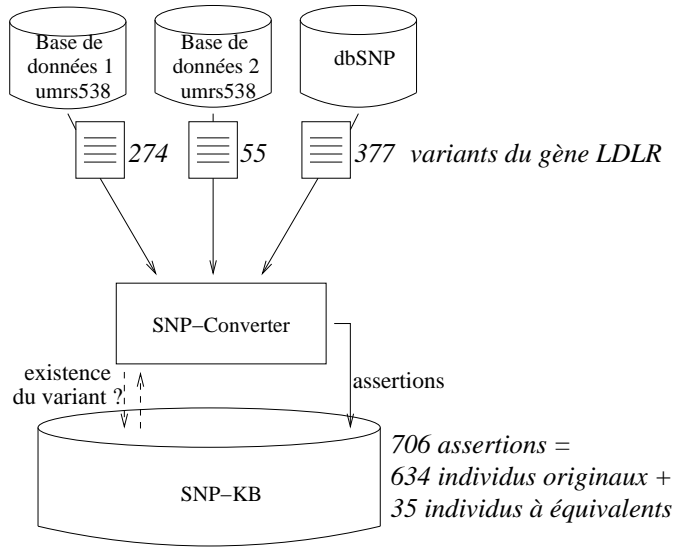 Base de
données 1
umrs538
Base de
données 2
umrs538
dbSNP
274
55
377 variants du gène LDLR
SNP−Converter
existence
du variant ?
assertions
SNP−KB
706 assertions =
634 individus originaux +
35 individus à équivalents